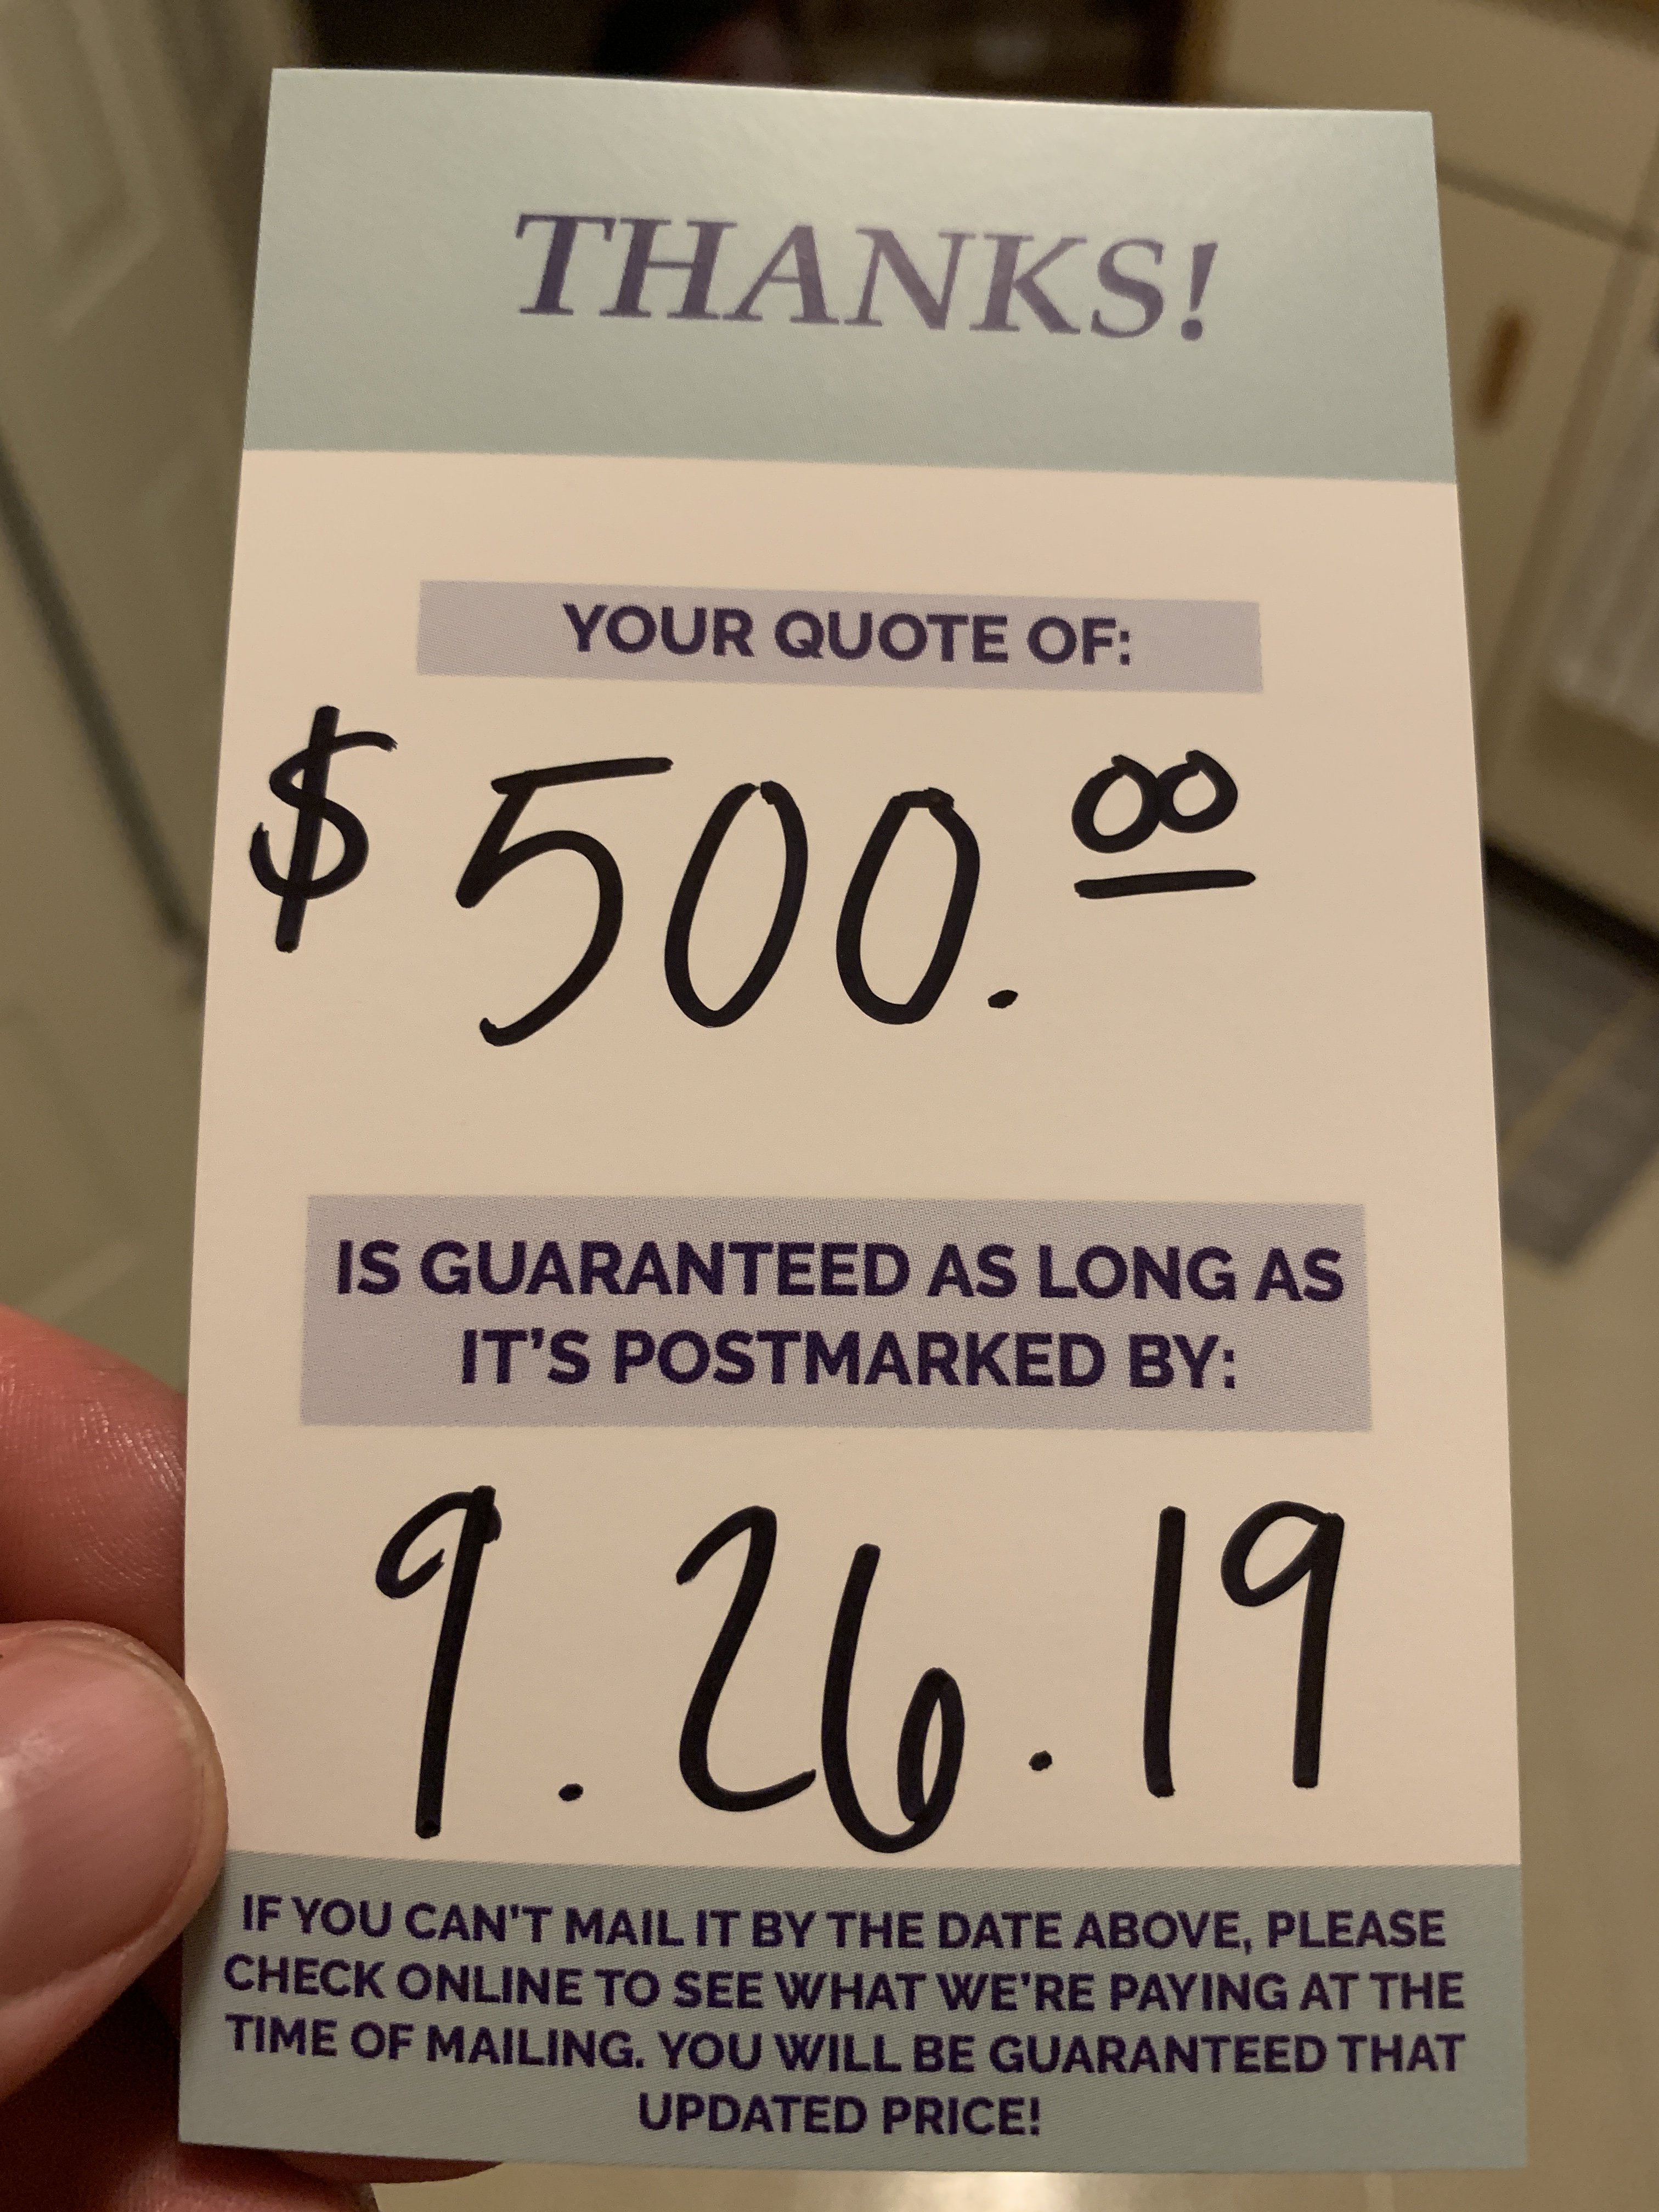 THANKS!
YOUR QUOTE OF:
$ 500.00
IS GUARANTEED AS LONG AS
IT'S POSTMARKED BY:
9.26.19
IF YOU CAN'T MAIL IT BY THE DATE ABOVE, PLEASE
CHECK ONLINE TO SEE WHAT WE'RE PAYING AT THE
TIME OF MAILING. YOU WILL BE GUARANTEED THAT
UPDATED PRICE!